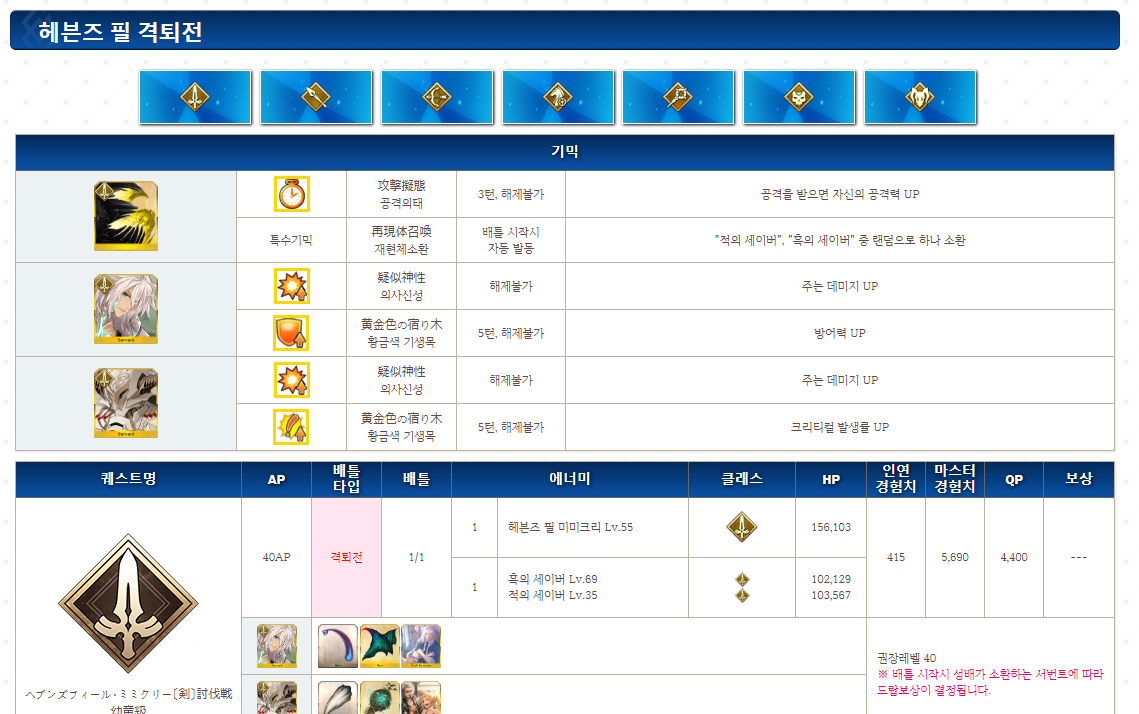 헤븐즈 필 격퇴전
기믹
攻撃擬態
공격의태
3턴, 해제불가
공격을 받으면 자신의 공격력 UP
특수기믹
再現体召喚
재현체소환
배틀 시작시
자동 발동
"적의 세이버", "흑의 세이버" 중 랜덤으로 하나 소환
疑似神性
의사신성
해제불가
주는 데미지 UP
黄金色の宿り木
황금색 기생목
5턴, 해제불가
방어력 UP
疑似神性
의사신성
해제불가
주는 데미지 UP
黄金色の宿り木
황금색 기생목
5턴, 해제불가
크리티컬 발생률 UP
퀘스트명
AP
배틀
타입
배틀
에너미
클래스
HP
인연
경험치
마스터
경험치
QP
보상
40AP
격퇴전
1/1
1
헤븐즈 필 미미크리 Lv.55
156,103
415
5,690
4,400
---
1
흑의 세이버 Lv.69
적의 세이버 Lv.35
102,129
103,567
ヘブンズフィール・ミミクリー〔剣〕討伐戦
幼童級
권장레벨 40
※ 배틀 시작시 성배가 소환하는 서번트에 따라
드랍보상이 결정됩니다.